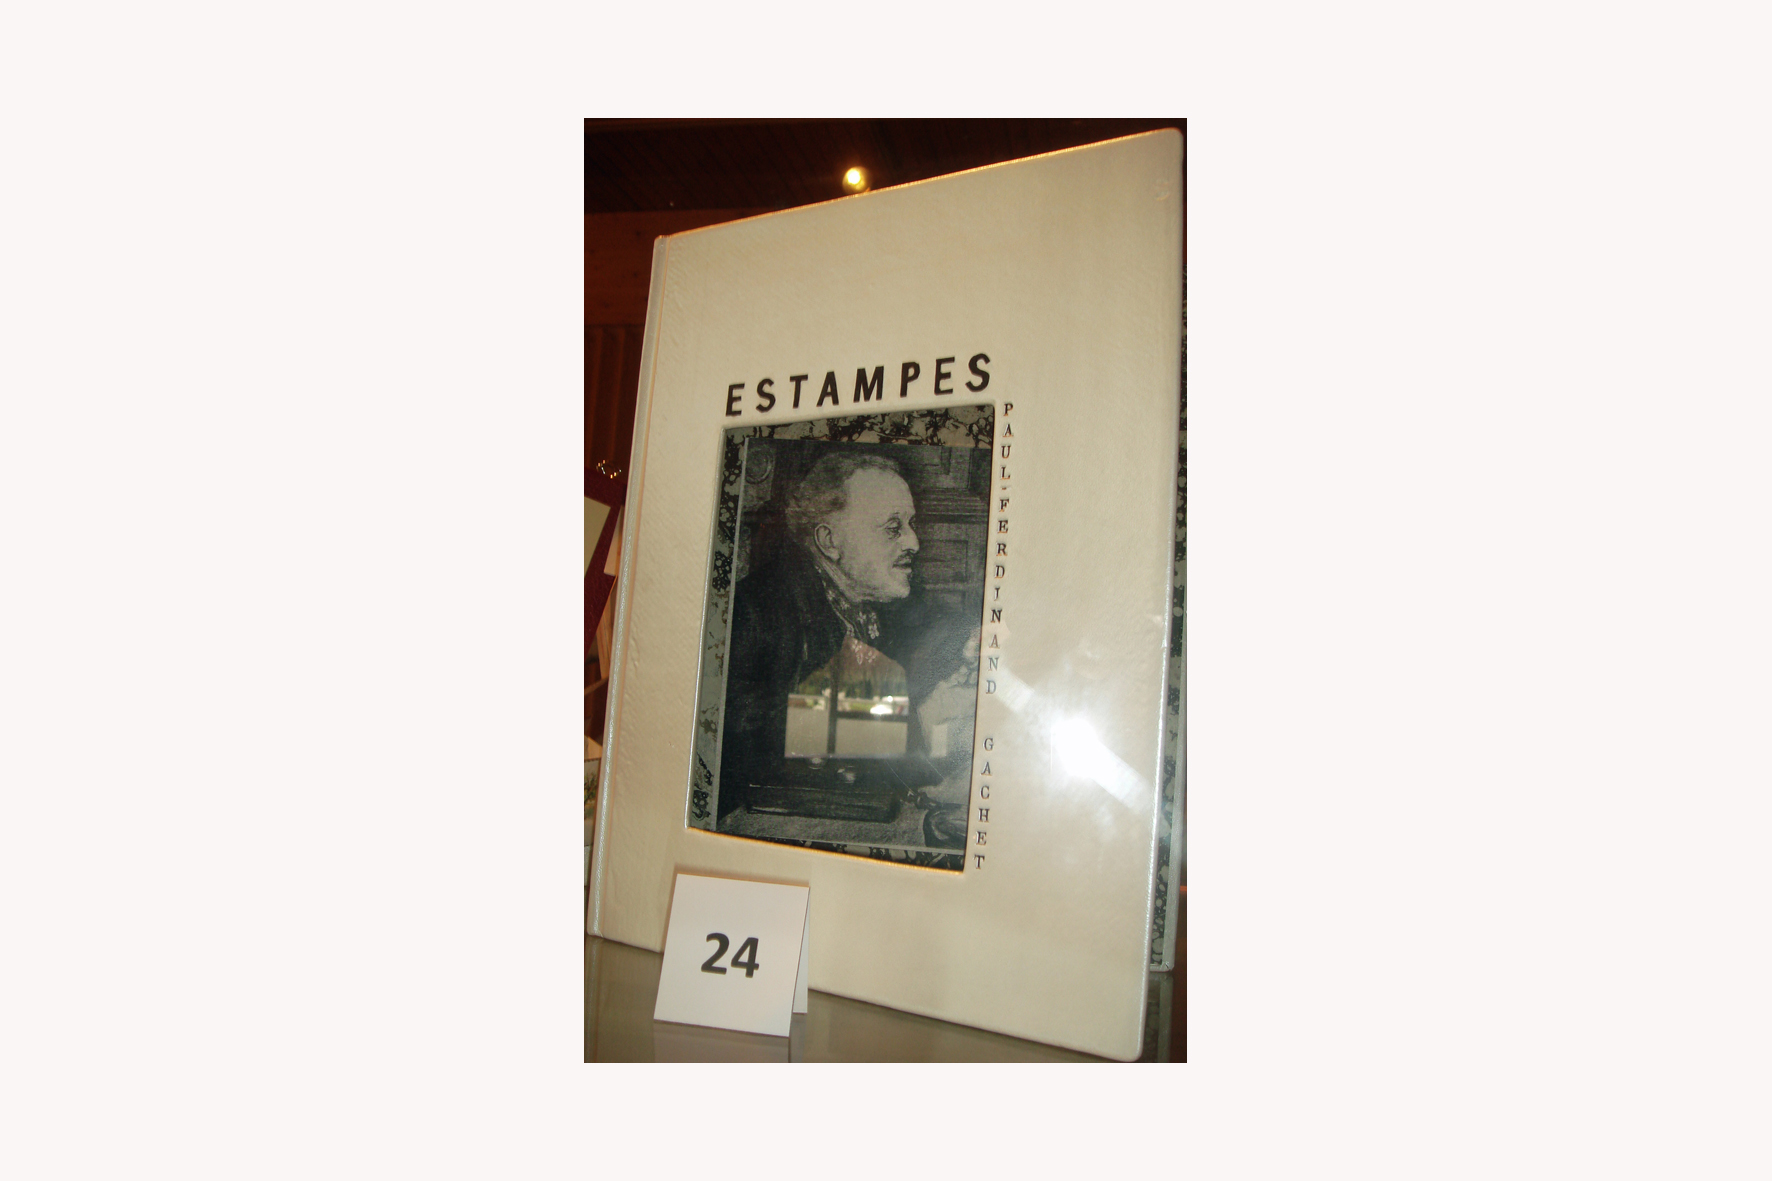 ESTAMPES
PAUL-FERDINAND GACHET
24